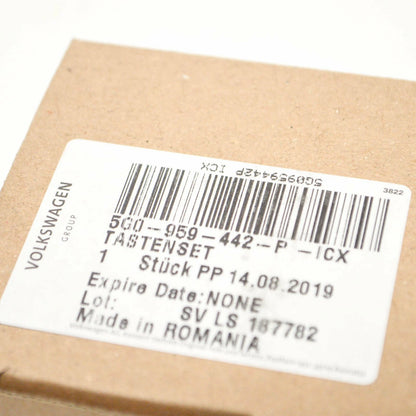 3822
5G0959442P ICX
VOLKSWAGEN
GROUP
5G0-959-442-P -ICX
TASTENSET
1 Stück PP 14.08.2019
Expire Date: NONE
Lot: SV LS 187782
Made in ROMANIA